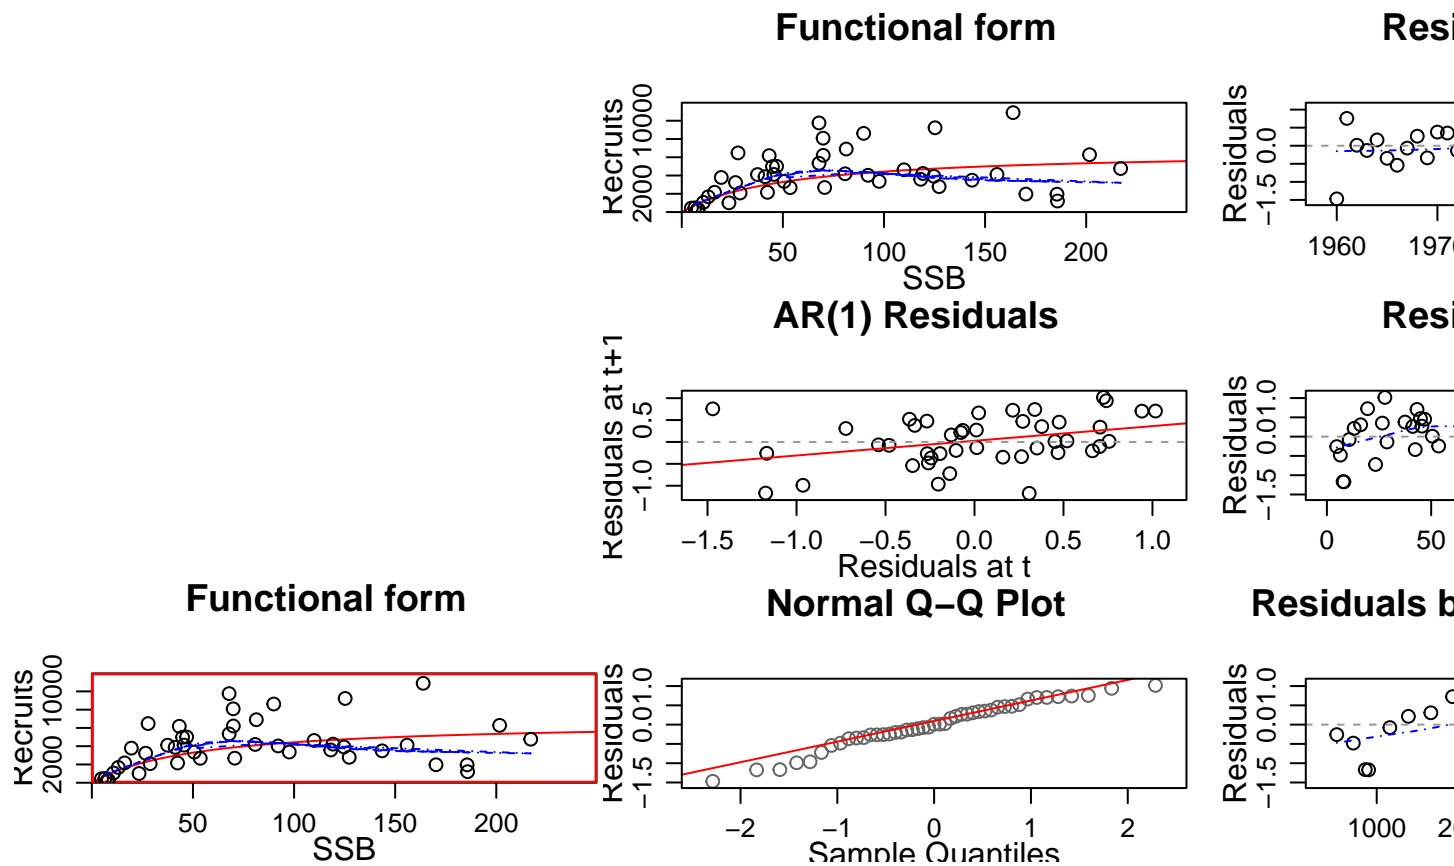 Functional form
Resi
Recruits
2000
10000
50
100
150
200
SSB
Residuals
−1.5
0.0
1960
197
AR(1) Residuals
Resi
Residuals at t+1
−1.0
0.5
−1.5
−1.0
−0.5
0.0
0.5
1.0
Residuals at t
Residuals
−1.5
0.0
1.0
0
50
Functional form
Normal Q−Q Plot
Residuals b
Recruits
2000
10000
50
100
150
200
SSB
Residuals
−1.5
0.0
1.0
−2
−1
0
1
2
Sample Quantiles
Residuals
−1.5
0.0
1.0
1000